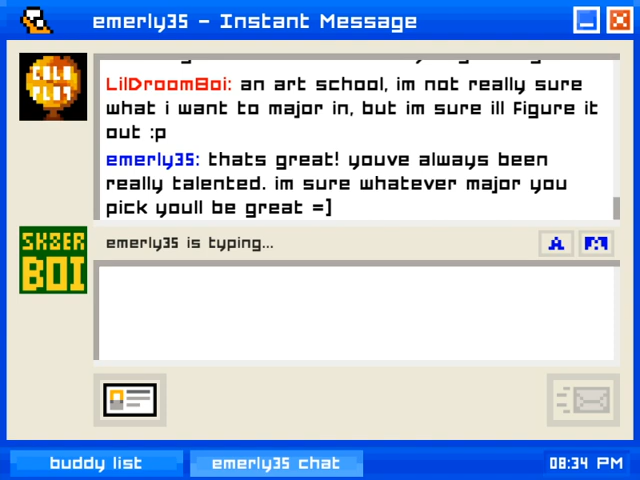 emerly35 – Instant Message
COLD
PLAY
LilDroomBoi: an art school, im not really sure
what i want to major in, but im sure ill figure it
out :p
emerly35: thats great! youve always been
really talented. im sure whatever major you
pick youll be great =]
SK8ER
BOI
emerly35 is typing...
A
buddy list
emerly35 chat
08:34 PM